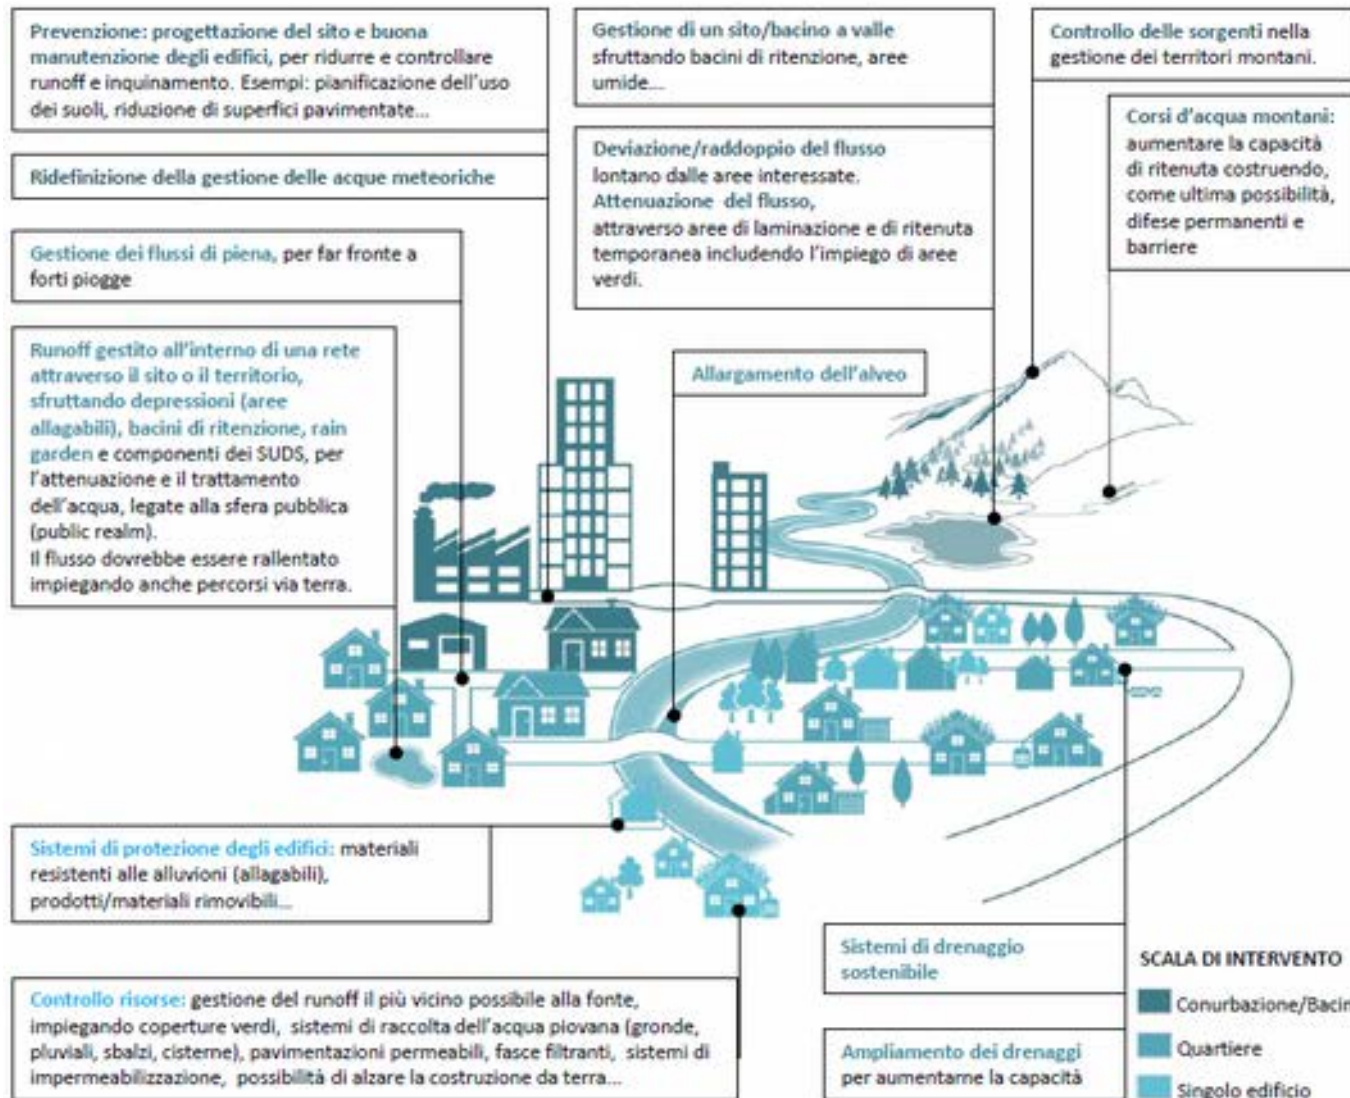 Prevenzione: progettazione del sito e buona
manutenzione degli edifici, per ridurre e controllare
runoff e inquinamento. Esempi: pianificazione dell'uso
dei suoli, riduzione di superfici pavimentate...
Ridefinizione della gestione delle acque meteoriche
Gestione dei flussi di piena, per far fronte a
forti piogge
Runoff gestito all'interno di una rete
attraverso il sito o il territorio,
sfruttando depressioni (aree
allagabili), bacini di ritenzione, rain
garden e componenti dei SUDS, per
l'attenuazione e il trattamento
dell'acqua, legate alla sfera pubblica
(public realm).
Il flusso dovrebbe essere rallentato
impiegando anche percorsi via terra.
Gestione di un sito/bacino a valle
sfruttando bacini di ritenzione, aree
umide...
Deviazione/raddoppio del flusso
lontano dalle aree interessate.
Attenuazione del flusso,
attraverso aree di laminazione e di ritenuta
temporanea includendo l'impiego di aree
verdi.
Allargamento dell'alveo
Controllo delle sorgenti nella
gestione dei territori montani.
Corsi d'acqua montani:
aumentare la capacità
di ritenuta costruendo,
come ultima possibilità,
difese permanenti e
barriere
Sistemi di protezione degli edifici: materiali
resistenti alle alluvioni (allagabili),
prodotti/materiali rimovibili...
Controllo risorse: gestione del runoff il più vicino possibile alla fonte,
impiegando coperture verdi, sistemi di raccolta dell'acqua piovana (gronde,
pluviali, sbalzi, cisterne), pavimentazioni permeabili, fasce filtranti, sistemi di
impermeabilizzazione, possibilità di alzare la costruzione da terra...
Sistemi di drenaggio
sostenibile
Ampliamento dei drenaggi
per aumentarne la capacità
SCALA DI INTERVENTO
Conurbazione/Bacin
Quartiere
Singolo edificio